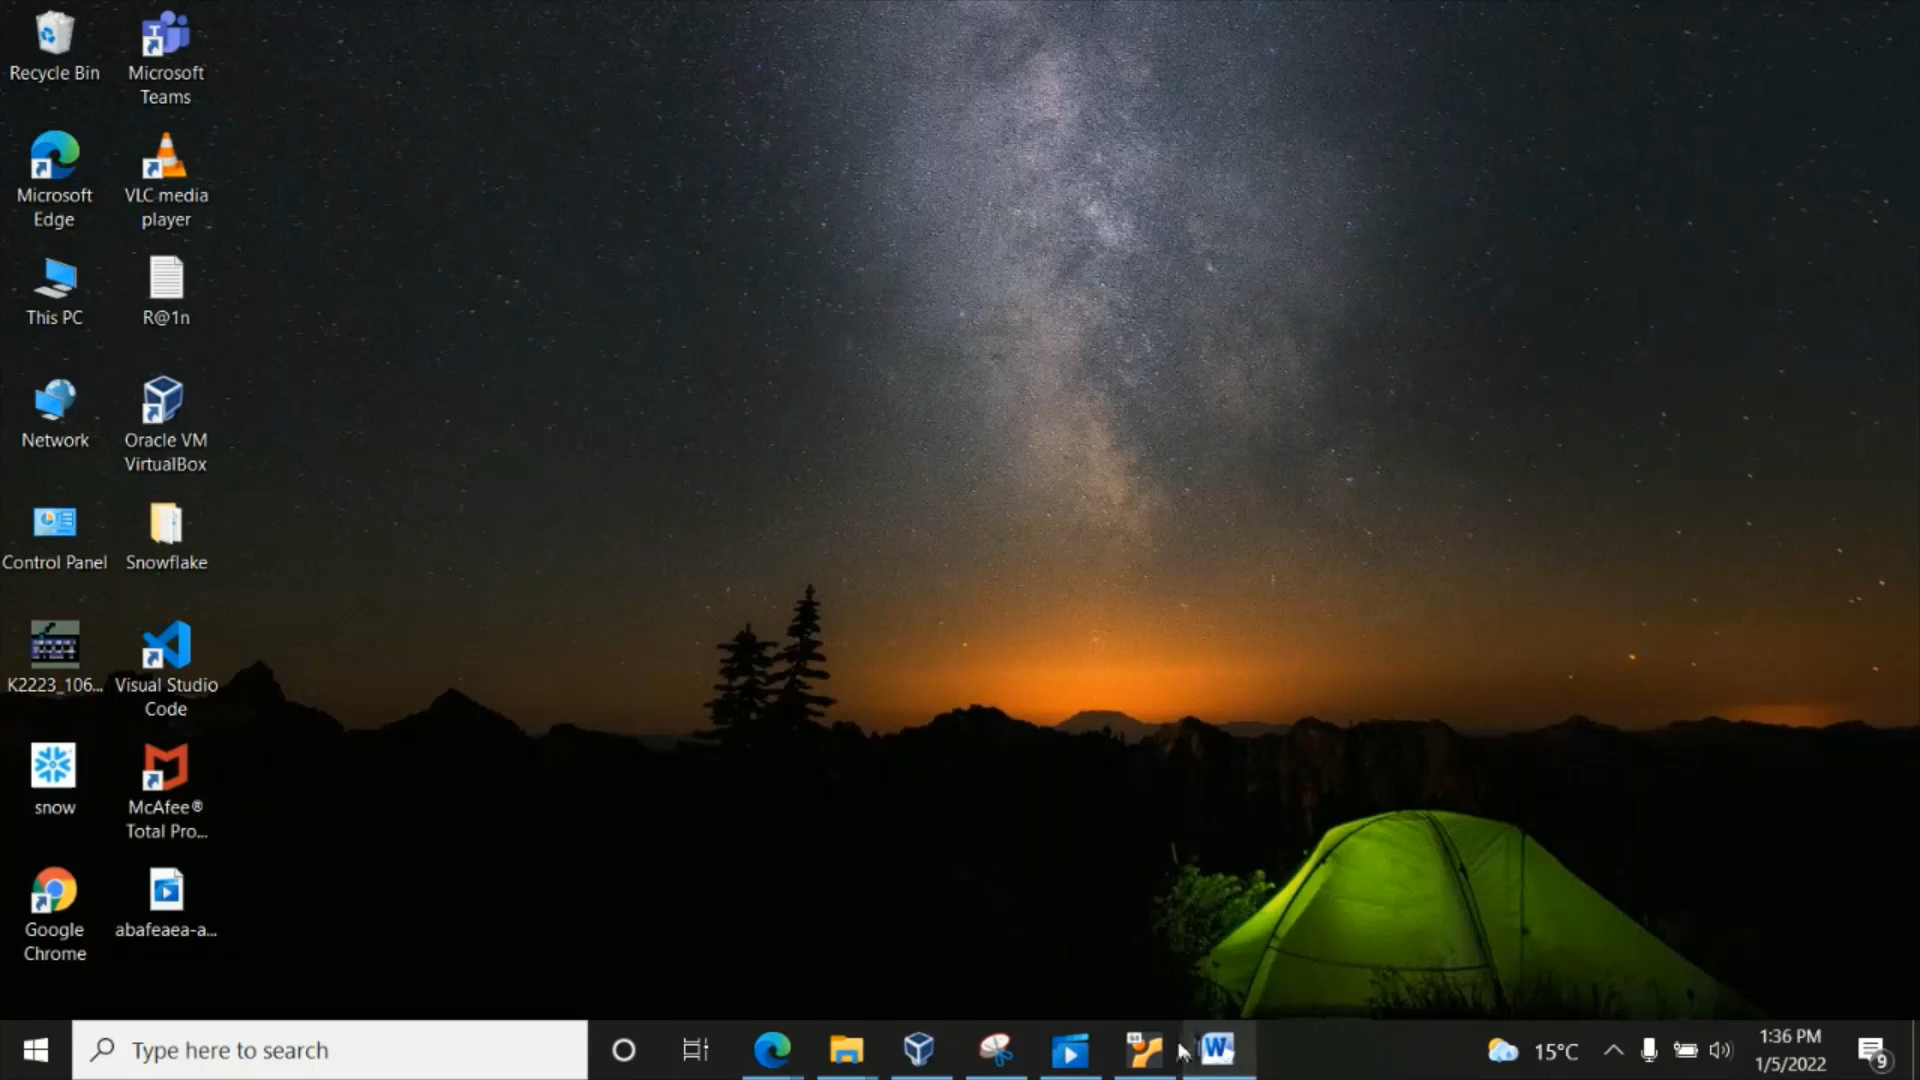 Recycle Bin
Microsoft
Teams
Microsoft
Edge
VLC media
player
This PC
R@1n
Network
Oracle VM
VirtualBox
Control Panel
Snowflake
K2223_106...
Visual Studio
Code
snow
McAfee®
Total Pro...
Google
Chrome
abafeaea-a...
Type here to search
15°C
1:36 PM
1/5/2022
9